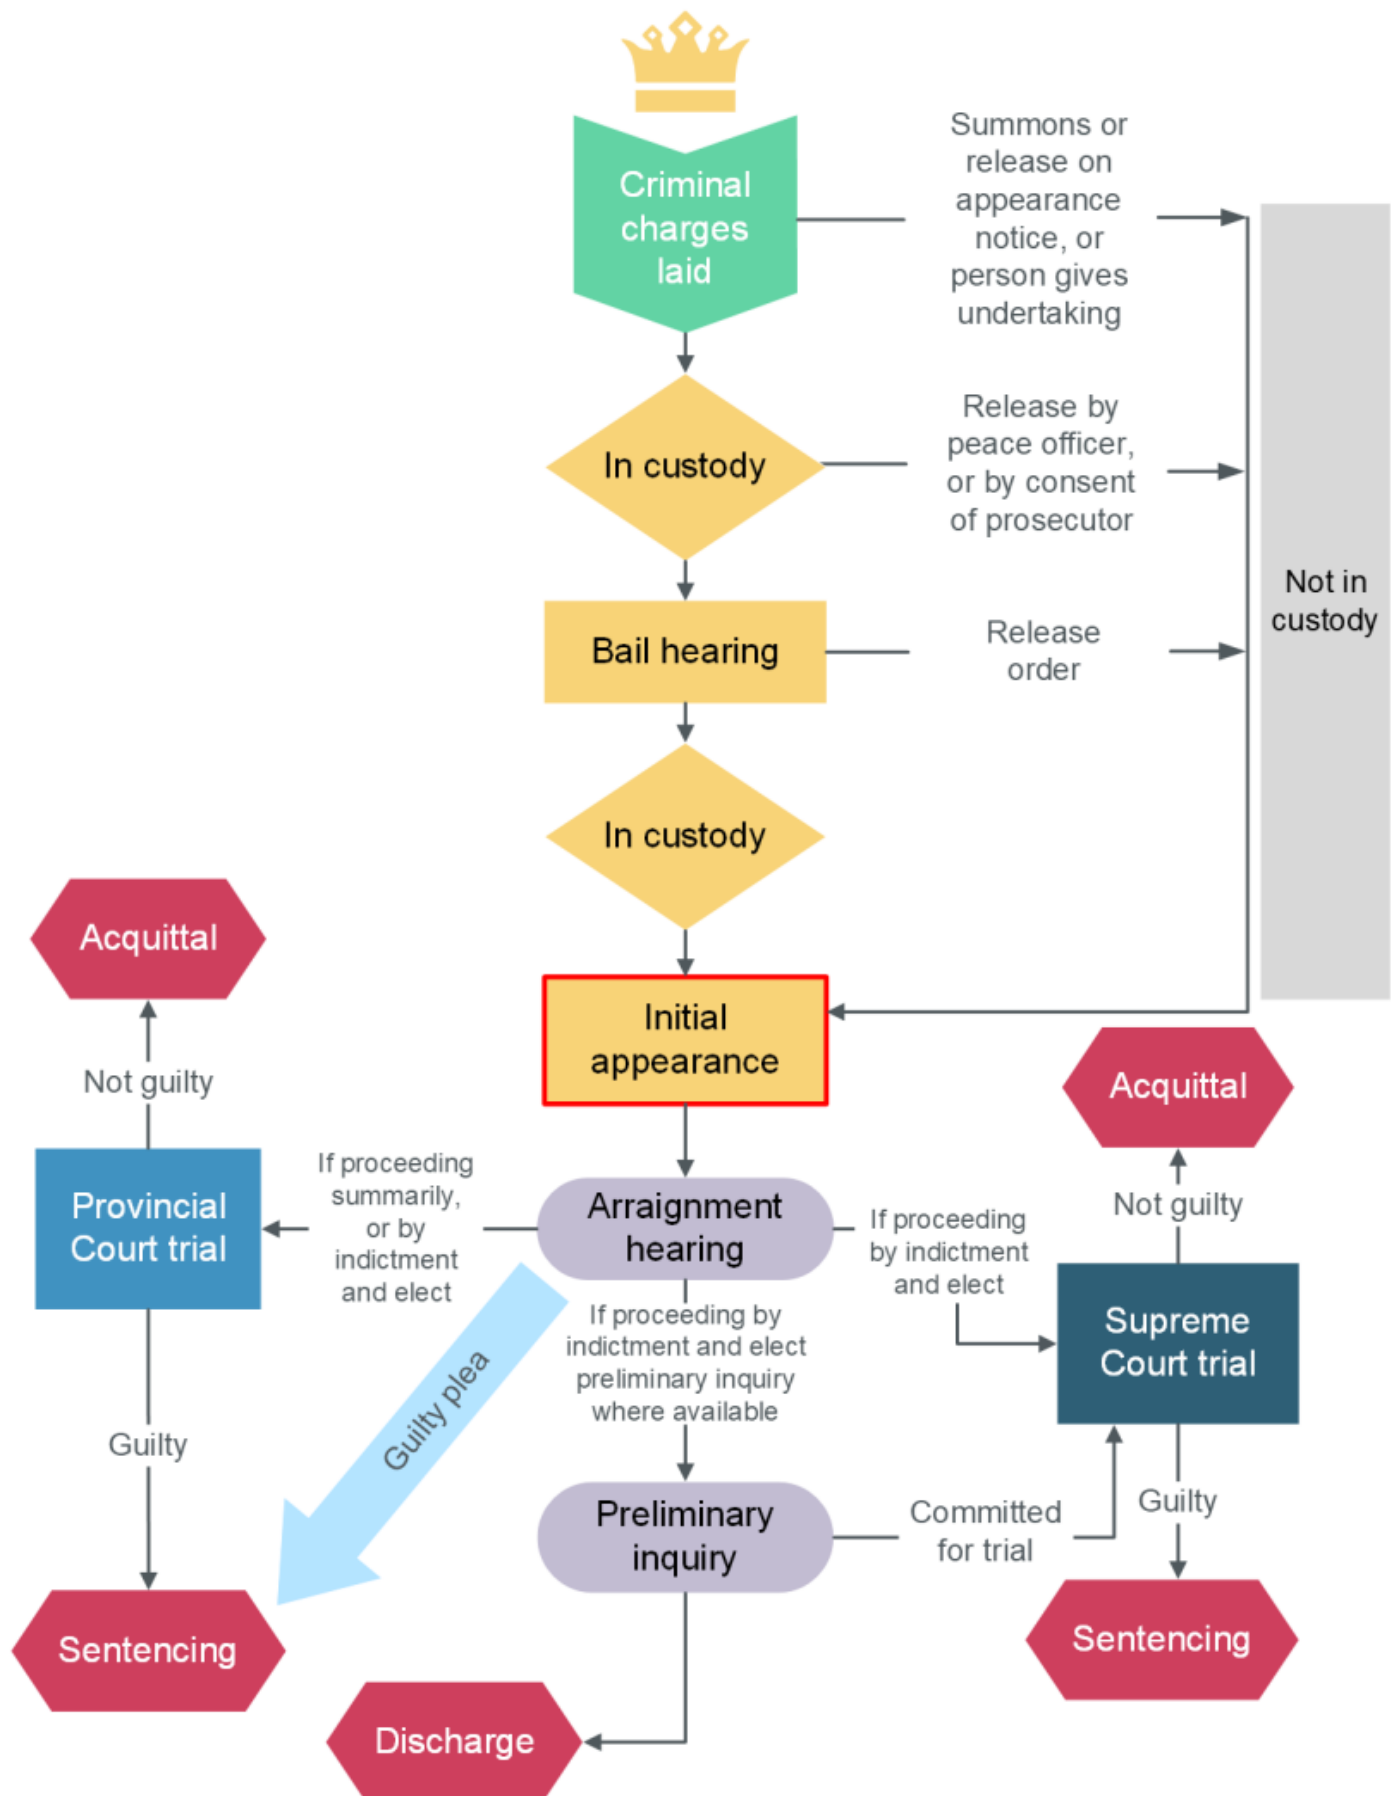 Criminal
charges
laid
Summons or
release on
appearance
notice, or
person gives
undertaking
In custody
Release by
peace officer,
or by consent
of prosecutor
Not in
custody
Bail hearing
Release
order
In custody
Initial
appearance
Acquittal
Not guilty
Provincial
Court trial
If proceeding
summarily,
or by
indictment
and elect
Arraignment
hearing
If proceeding
by indictment
and elect
Acquittal
Not guilty
Supreme
Court trial
If proceeding by
indictment and elect
preliminary inquiry
where available
Guilty plea
Guilty
Preliminary
inquiry
Committed
for trial
Guilty
Sentencing
Sentencing
Discharge